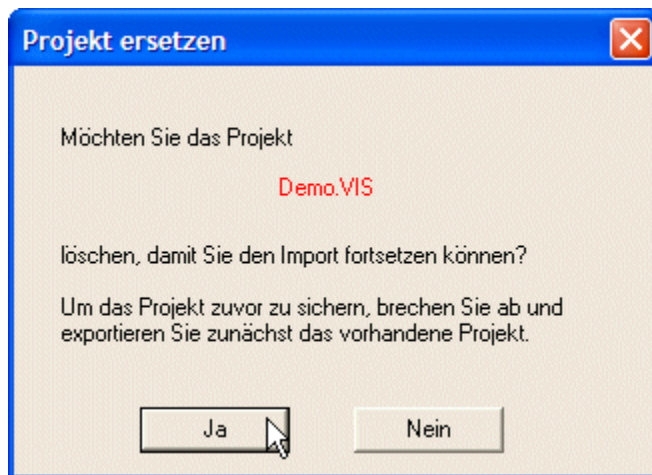 Projekt ersetzen
Möchten Sie das Projekt
Demo.VIS
löschen, damit Sie den Import fortsetzen können?
Um das Projekt zuvor zu sichern, brechen Sie ab und
exportieren Sie zunächst das vorhandene Projekt.
Ja
Nein